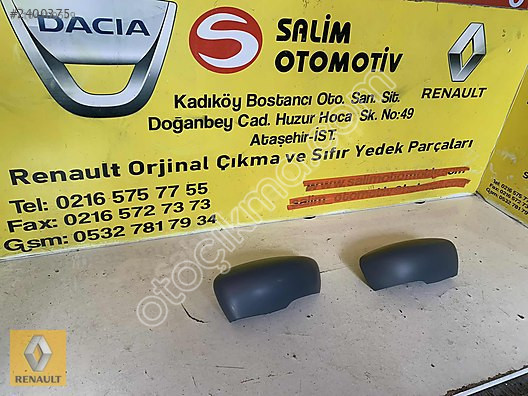 #2400375
DACIA
S
SALİM
OTOMOTİV
RENAULT
Kadıköy Bostancı Oto. San. Sit.
Doğanbey Cad. Huzur Hoca Sk. No:49
Ataşehir-İST.
Renault Orjinal Çıkma ve Sıfır Yedek Parçaları
Tel: 0216 575 77 55
Fax: 0216 572 73 73
Gsm: 0532 781 79 34
otoçıkma
RENAULT